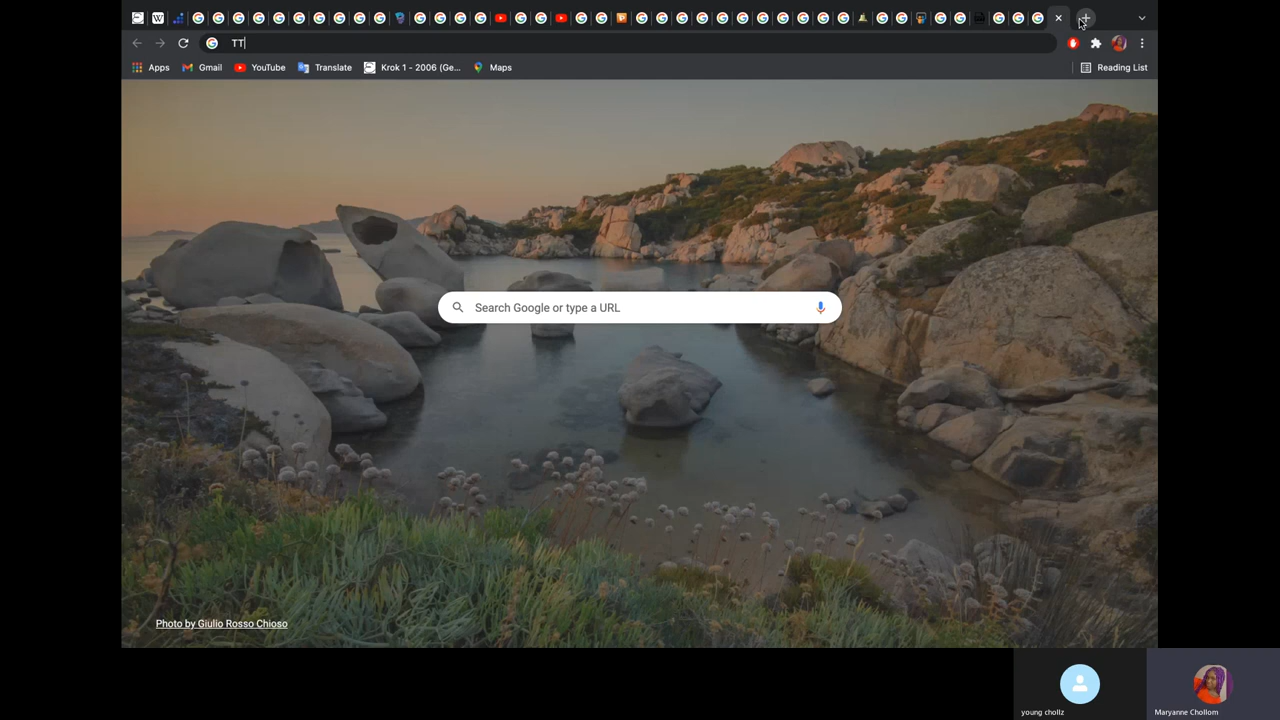 TT
Apps Gmail YouTube Translate Krok 1 - 2006 (Ge... Maps Reading List
Search Google or type a URL
Photo by Giulio Rosso Chioso
young chollz Maryanne Chollom